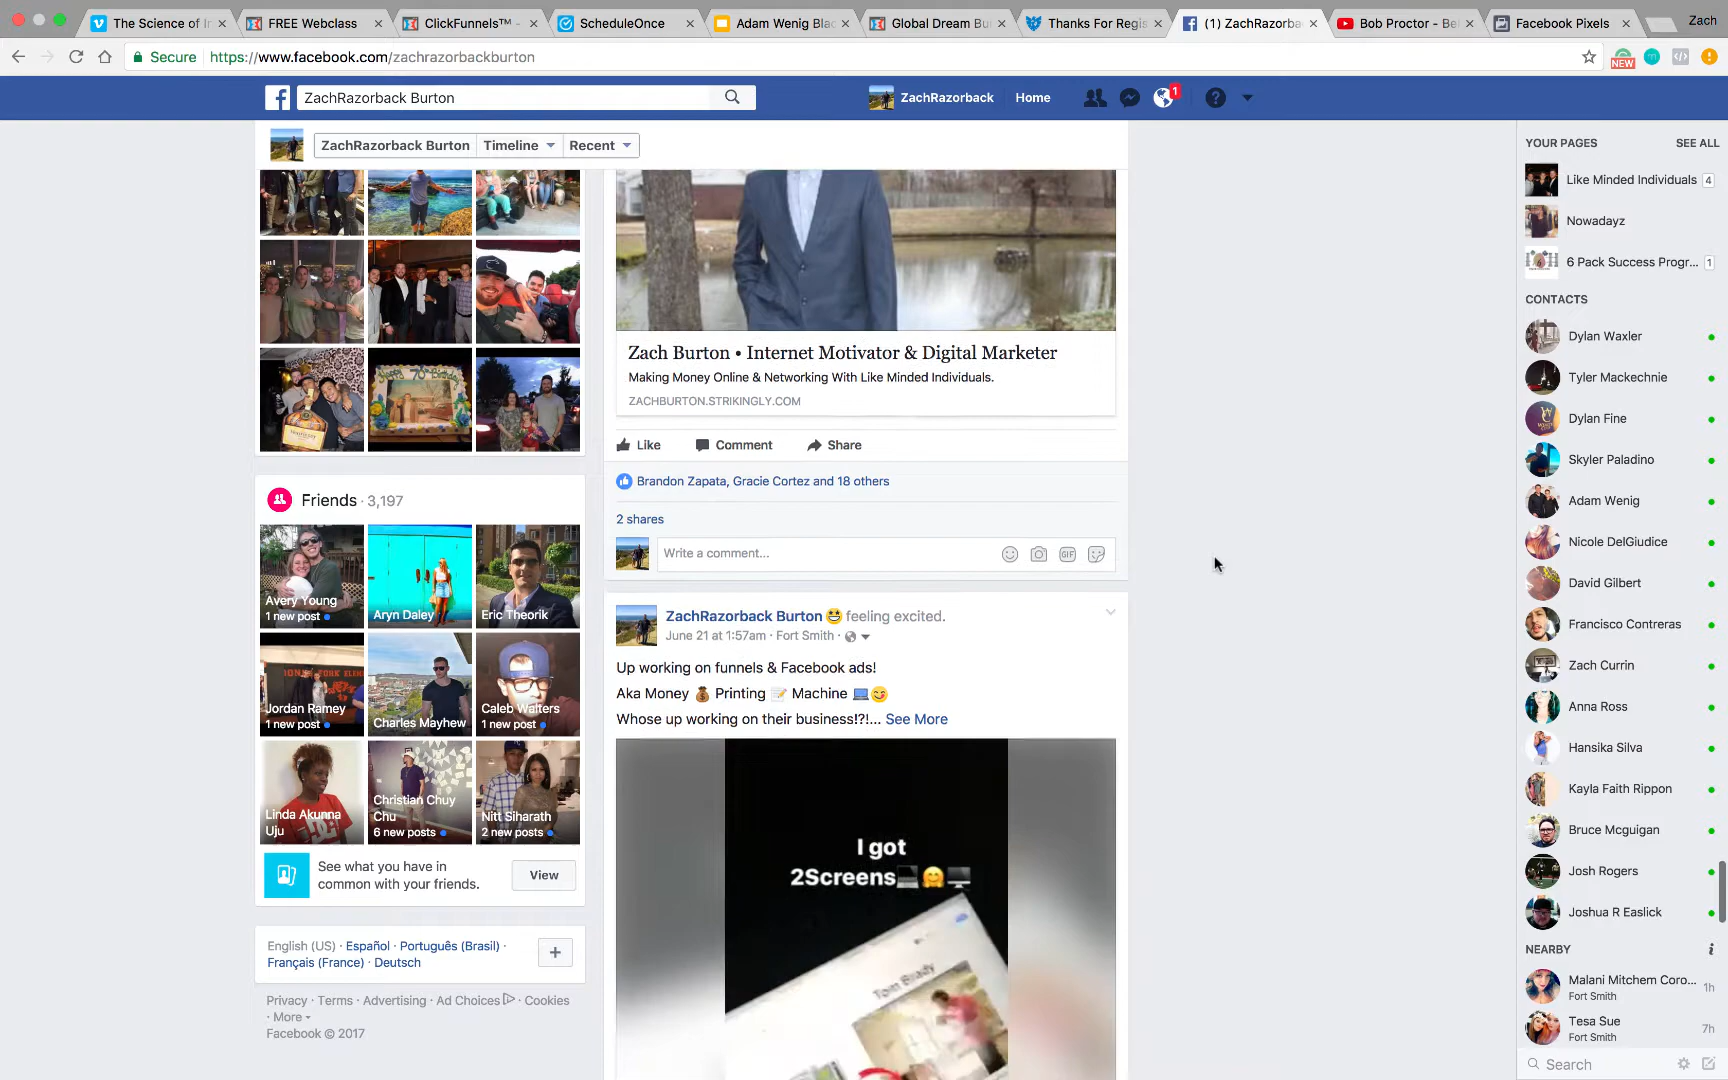 The Science of I
FREE Webclass
ClickFunnels™ -
ScheduleOnce
Adam Wenig Blac
Global Dream Bu
Thanks For Regis
(1) ZachRazorba
Bob Proctor - Be
Facebook Pixels
Zach
Secure
https://www.facebook.com/zachrazorbackburton
NEW
ZachRazorback Burton
ZachRazorback
Home
1
ZachRazorback Burton
Timeline
Recent
Zach Burton • Internet Motivator & Digital Marketer
Making Money Online & Networking With Like Minded Individuals.
ZACHBURTON.STRIKINGLY.COM
Like
Comment
Share
Brandon Zapata, Gracie Cortez and 18 others
2 shares
Write a comment...
GIF
Friends · 3,197
Avery Young
1 new post
Aryn Daley
Eric Theorik
Jordan Ramey
1 new post
Charles Mayhew
Caleb Walters
1 new post
Linda Akunna
Uju
Christian Chuy
Chu
6 new posts
Nitt Siharath
2 new posts
See what you have in
common with your friends.
View
English (US) · Español · Português (Brasil) ·
Français (France) · Deutsch
Privacy · Terms · Advertising · Ad Choices · Cookies
· More
Facebook © 2017
ZachRazorback Burton 😃 feeling excited.
June 21 at 1:57am · Fort Smith ·
Up working on funnels & Facebook ads!
Aka Money 💰 Printing 📝 Machine 💻😋
Whose up working on their business!?!... See More
I got
2Screens💻🤗🖥
Tom Brady
YOUR PAGES
SEE ALL
Like Minded Individuals 4
Nowadayz
6 Pack Success Progr... 1
CONTACTS
Dylan Waxler
Tyler Mackechnie
Dylan Fine
Skyler Paladino
Adam Wenig
Nicole DelGiudice
David Gilbert
Francisco Contreras
Zach Currin
Anna Ross
Hansika Silva
Kayla Faith Rippon
Bruce Mcguigan
Josh Rogers
Joshua R Easlick
NEARBY
Malani Mitchem Coro...
Fort Smith
1h
Tesa Sue
Fort Smith
7h
Search